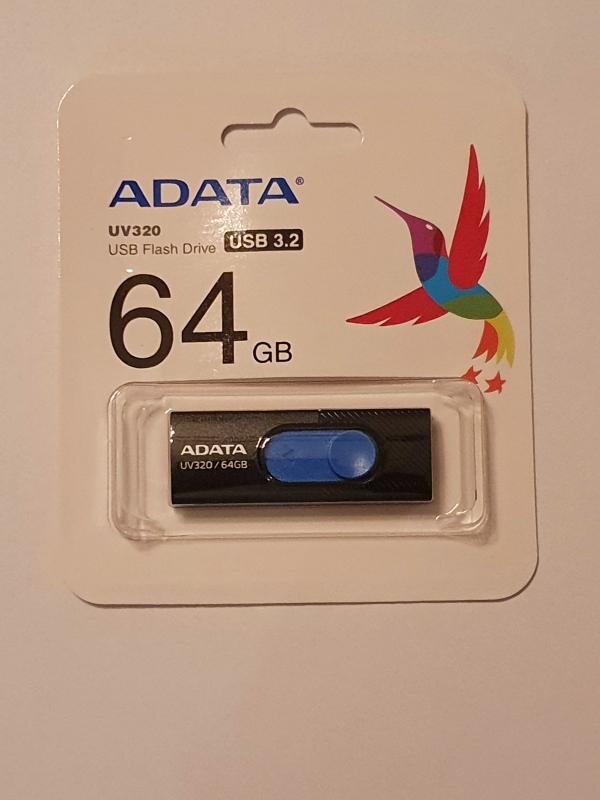 ADATA®
UV320
USB Flash Drive USB 3.2
64 GB
ADATA
UV320 / 64GB